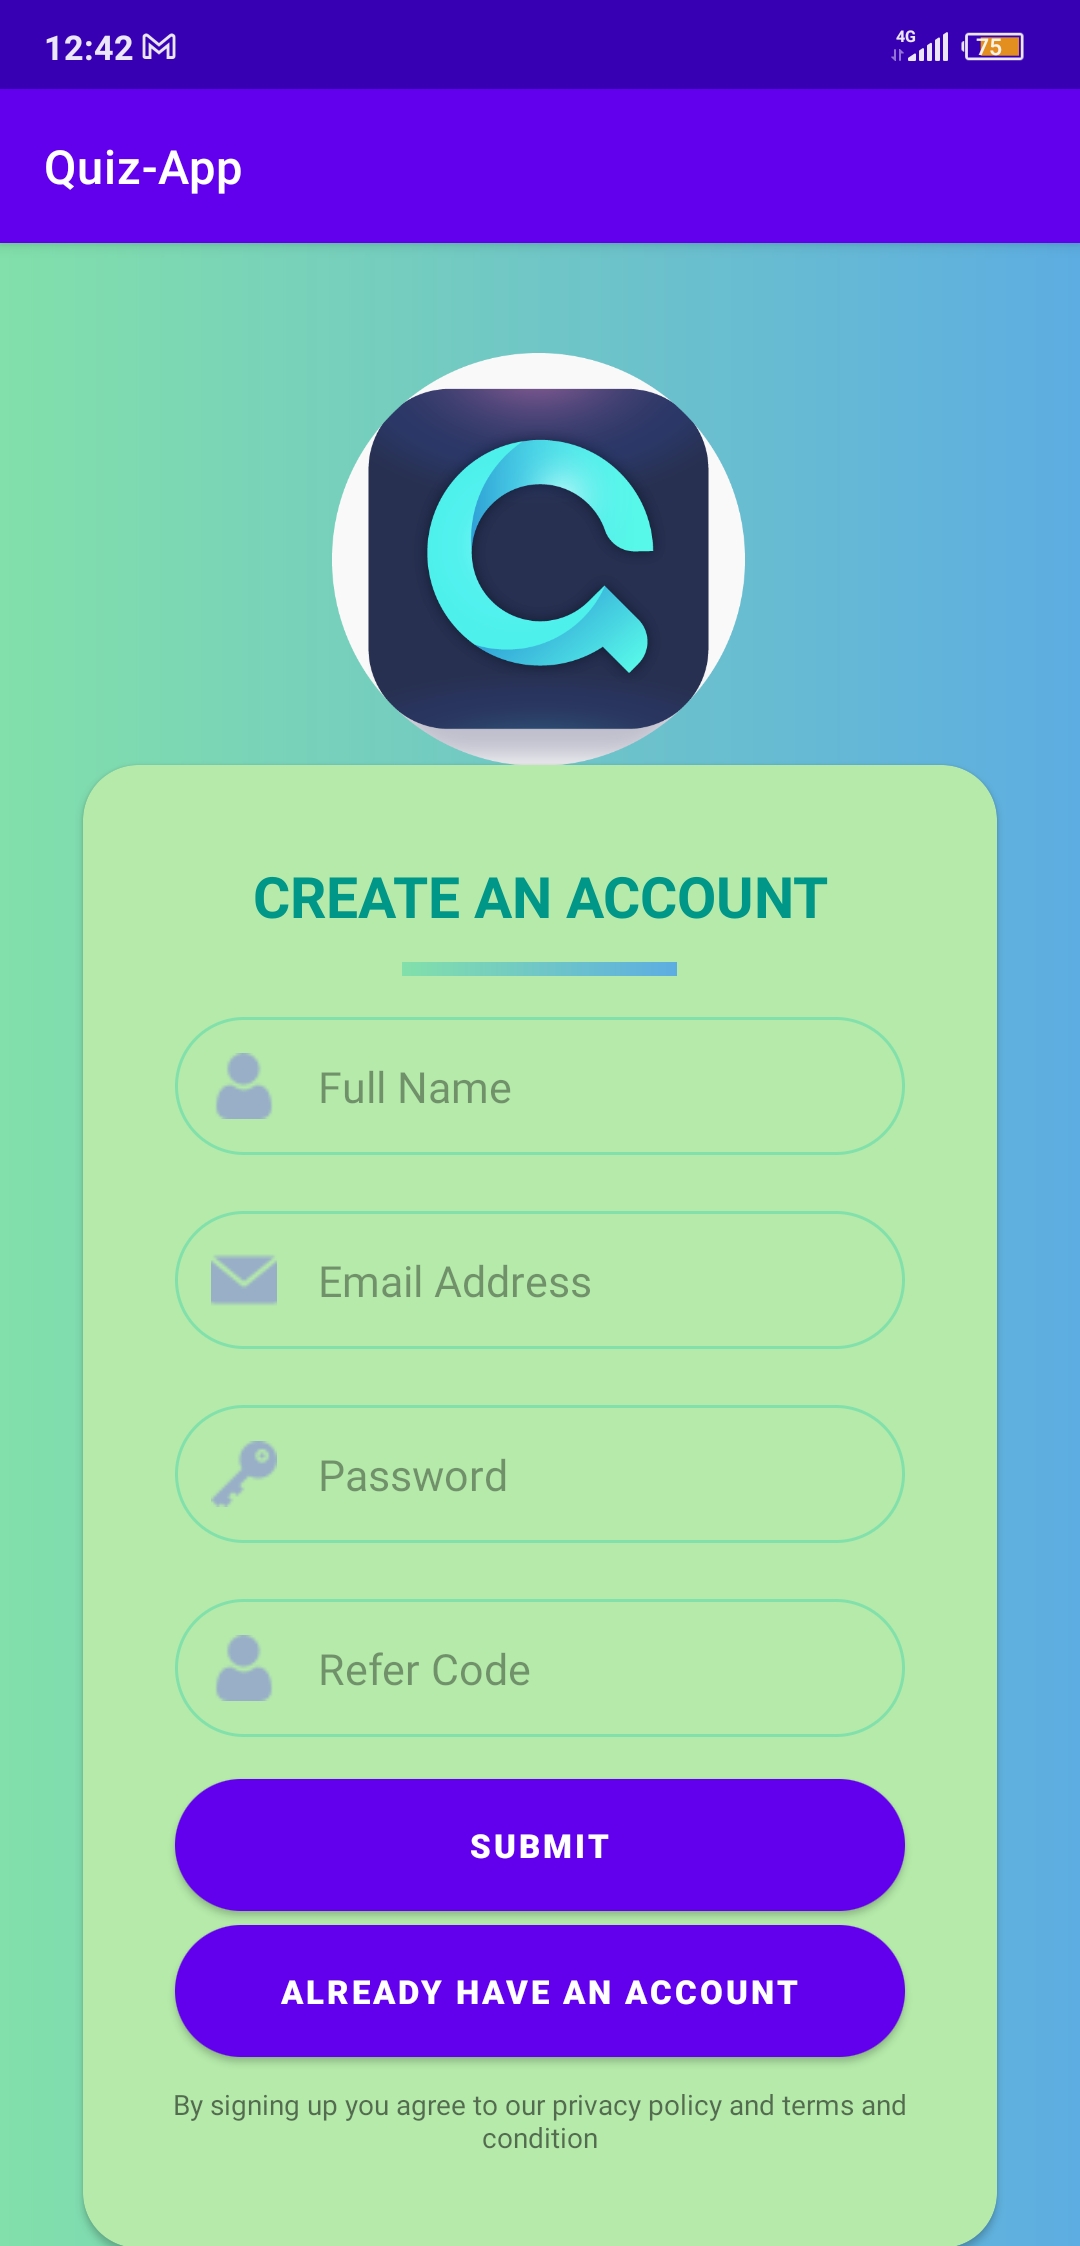 12:42
4G
75
Quiz-App
CREATE AN ACCOUNT
Full Name
Email Address
Password
Refer Code
SUBMIT
ALREADY HAVE AN ACCOUNT
By signing up you agree to our privacy policy and terms and
condition